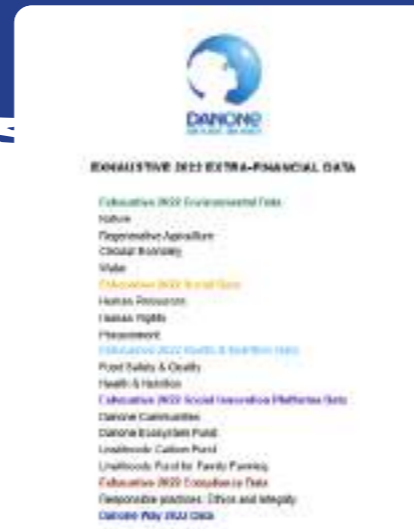 DANONE
EXHAUSTIVE 2022 EXTRA-FINANCIAL DATA
Exhaustive 2022 Environmental Data
Nature
Regenerative Agriculture
Circular Economy
Water
Exhaustive 2022 Social Data
Human Resources
Human Rights
Procurement
Exhaustive 2022 Health & Nutrition Data
Food Safety & Quality
Health & Nutrition
Exhaustive 2022 Social Innovation Platforms Data
Danone Communities
Danone Ecosystem Fund
Livelihoods Carbon Fund
Livelihoods Fund for Family Farming
Exhaustive 2022 Compliance Data
Responsible practices: Ethics and Integrity
Danone Way 2022 Data